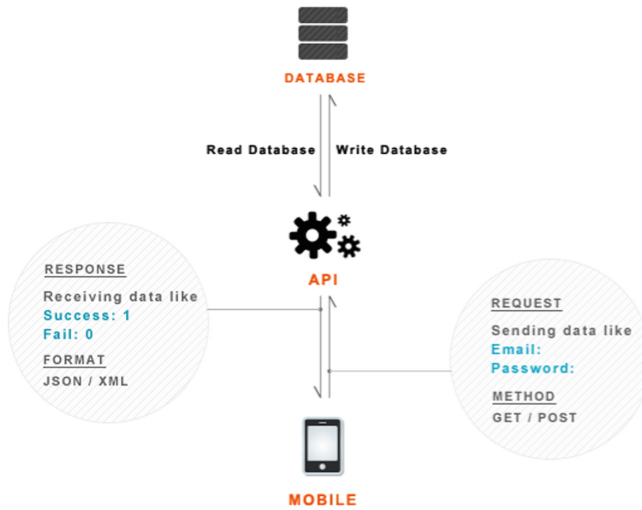 DATABASE
Read Database
Write Database
API
RESPONSE
Receiving data like
Success: 1
Fail: 0
FORMAT
JSON / XML
REQUEST
Sending data like
Email:
Password:
METHOD
GET / POST
MOBILE